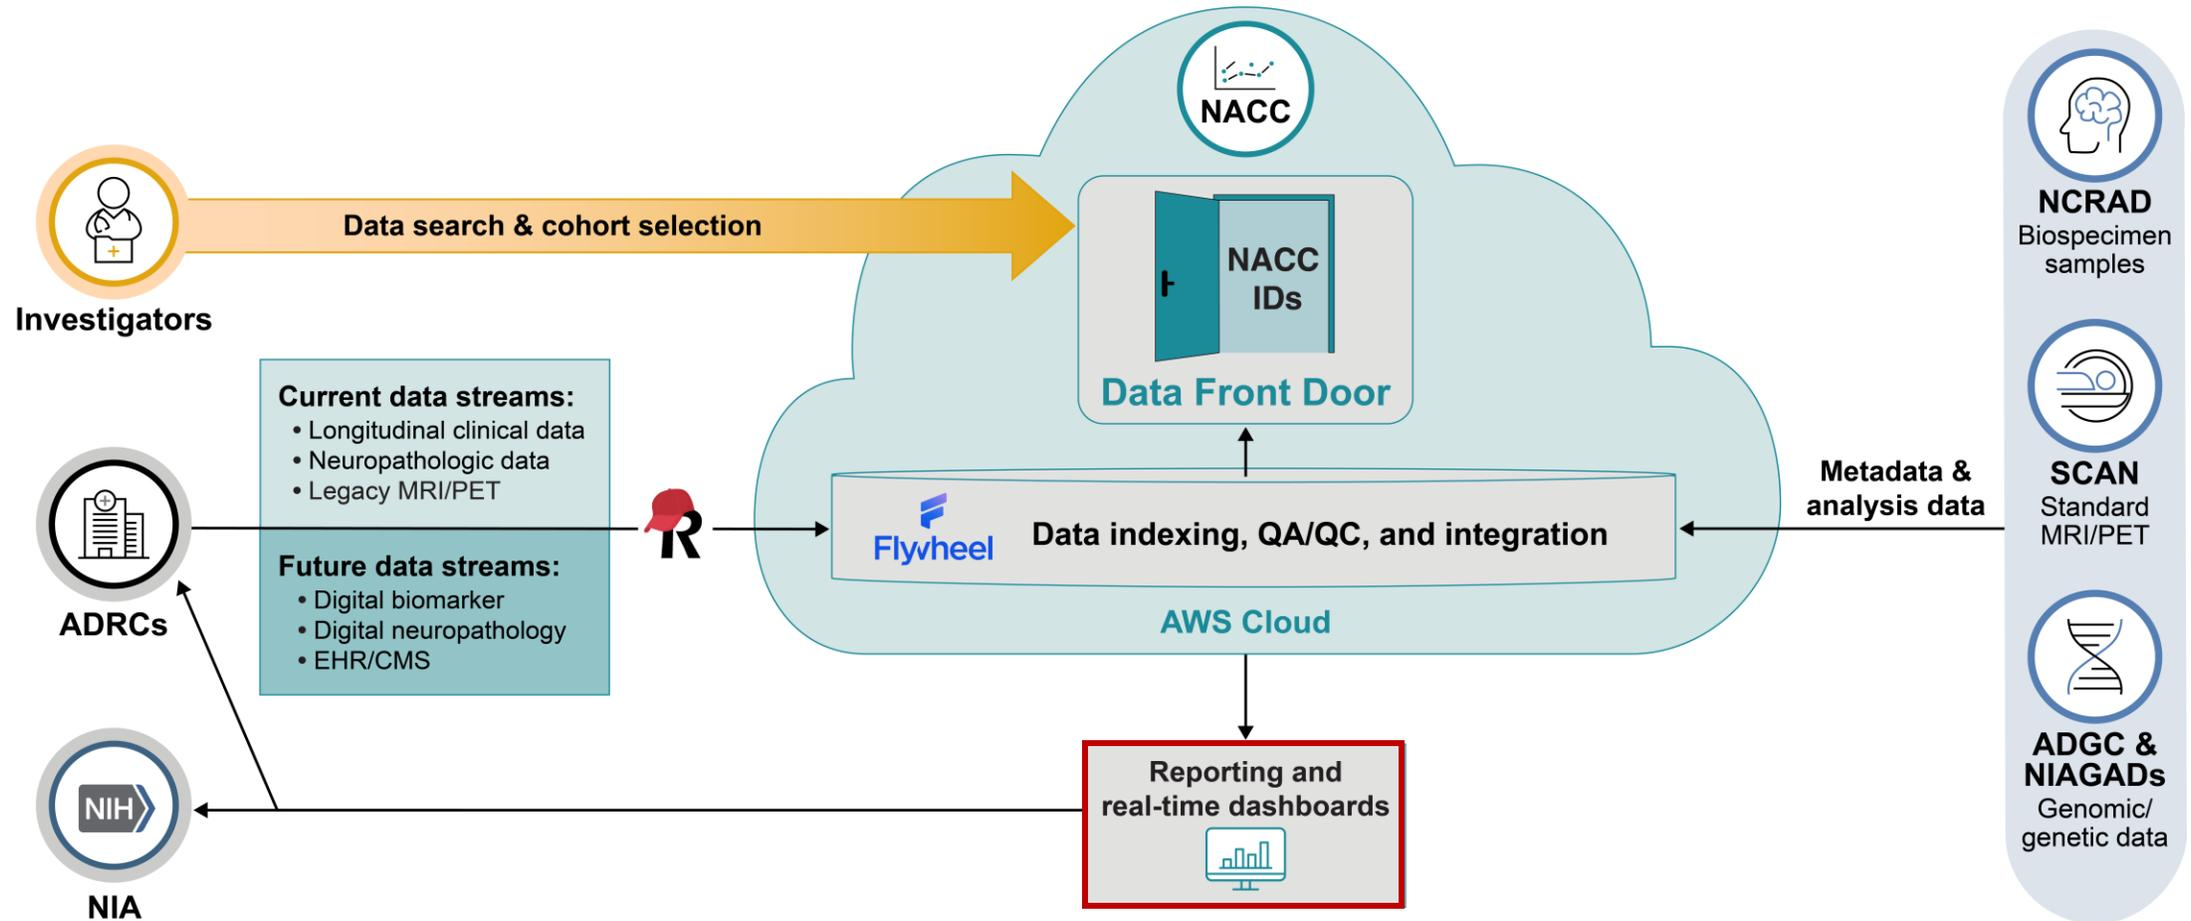 NACC
Data search & cohort selection
Investigators
NACC
IDs
Data Front Door
Current data streams:
• Longitudinal clinical data
• Neuropathologic data
• Legacy MRI/PET
Future data streams:
• Digital biomarker
• Digital neuropathology
• EHR/CMS
ADRCs
R
Flywheel
Data indexing, QA/QC, and integration
AWS Cloud
Metadata &
analysis data
NCRAD
Biospecimen
samples
SCAN
Standard
MRI/PET
ADGC &
NIAGADs
Genomic/
genetic data
Reporting and
real-time dashboards
NIH
NIA